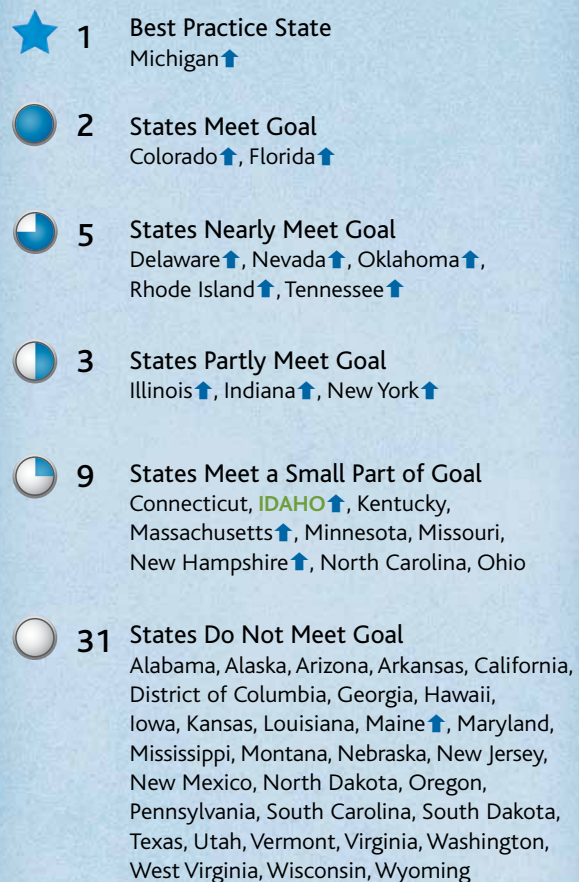 1 Best Practice State
Michigan⬆
2 States Meet Goal
Colorado⬆, Florida⬆
5 States Nearly Meet Goal
Delaware⬆, Nevada⬆, Oklahoma⬆,
Rhode Island⬆, Tennessee⬆
3 States Partly Meet Goal
Illinois⬆, Indiana⬆, New York⬆
9 States Meet a Small Part of Goal
Connecticut, IDAHO⬆, Kentucky,
Massachusetts⬆, Minnesota, Missouri,
New Hampshire⬆, North Carolina, Ohio
31 States Do Not Meet Goal
Alabama, Alaska, Arizona, Arkansas, California,
District of Columbia, Georgia, Hawaii,
Iowa, Kansas, Louisiana, Maine⬆, Maryland,
Mississippi, Montana, Nebraska, New Jersey,
New Mexico, North Dakota, Oregon,
Pennsylvania, South Carolina, South Dakota,
Texas, Utah, Vermont, Virginia, Washington,
West Virginia, Wisconsin, Wyoming